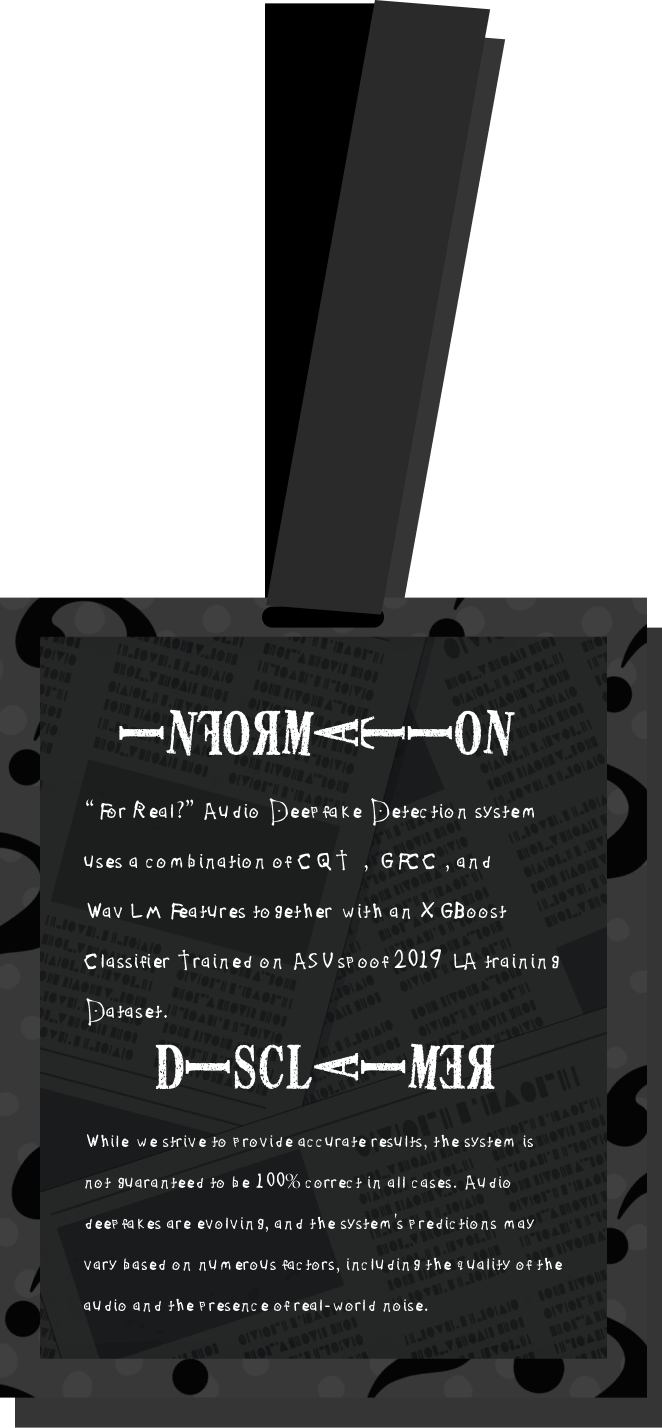 INFORMATION
"For Real?" Audio Deepfake Detection system
uses a combination of CQT , GFCC , and
Wav LM Features together with an XGBoost
Classifier Trained on ASVspoof 2019 LA training
Dataset.
DISCLAIMER
While we strive to provide accurate results, the system is
not guaranteed to be 100% correct in all cases. Audio
deepfakes are evolving, and the system's predictions may
vary based on numerous factors, including the quality of the
audio and the presence of real-world noise.